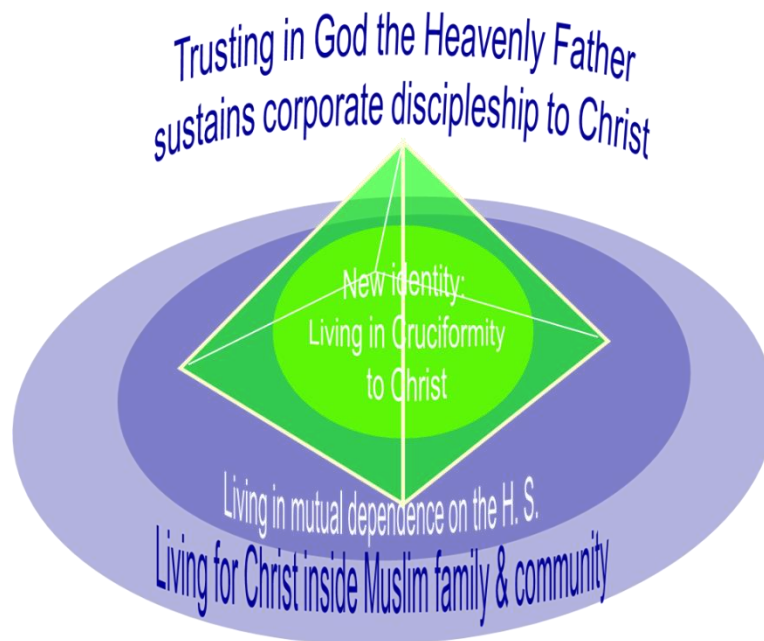 Trusting in God the Heavenly Father
sustains corporate discipleship to Christ
New identity:
Living in Cruciformity
to Christ
Living in mutual dependence on the H. S.
Living for Christ inside Muslim family & community